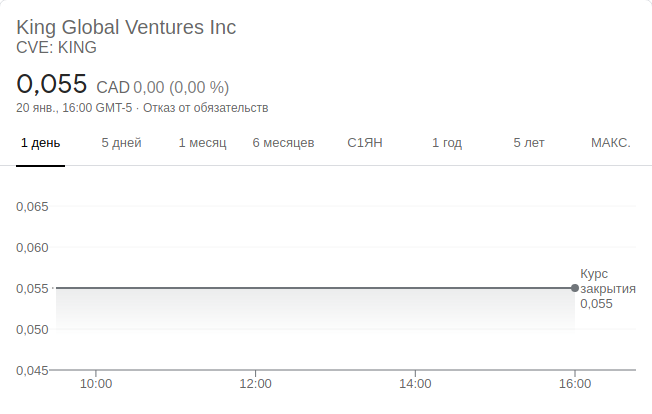 King Global Ventures Inc
CVE: KING
0,055 CAD 0,00 (0,00 %)
20 янв., 16:00 GMT-5 · Отказ от обязательств
1 день 5 дней 1 месяц 6 месяцев С1ЯН 1 год 5 лет МАКС.
0,065
0,060
Курс
0,055 закрытия
0,055
0,050
0,045
10:00 12:00 14:00 16:00